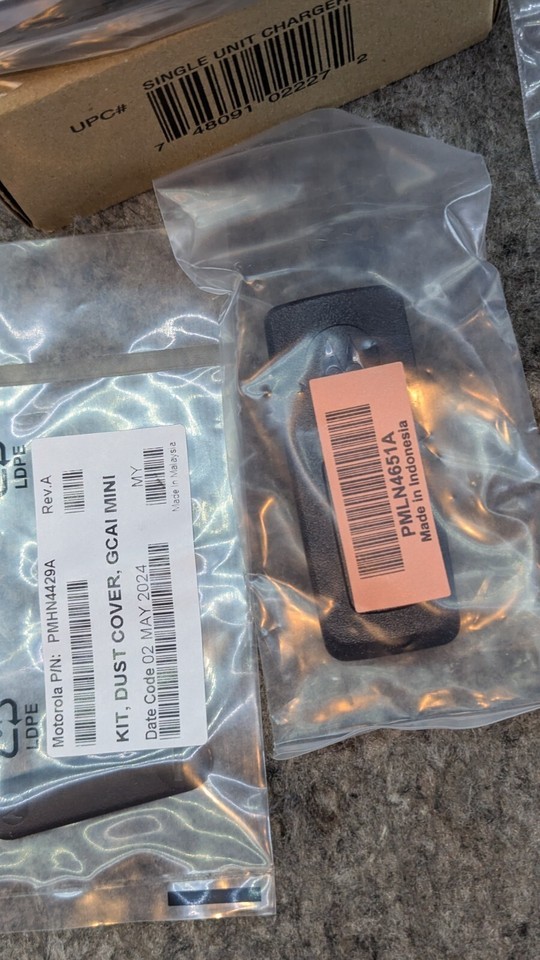 SINGLE UNIT CHARGER
UPC#
7 48091 02227 2
LDPE
LDPE
Motorola P/N: PMHN4429A Rev.A
KIT, DUST COVER, GCAI MINI
Date Code 02 MAY 2024 MY
Made in Malaysia
PMLN4651A
Made in Indonesia